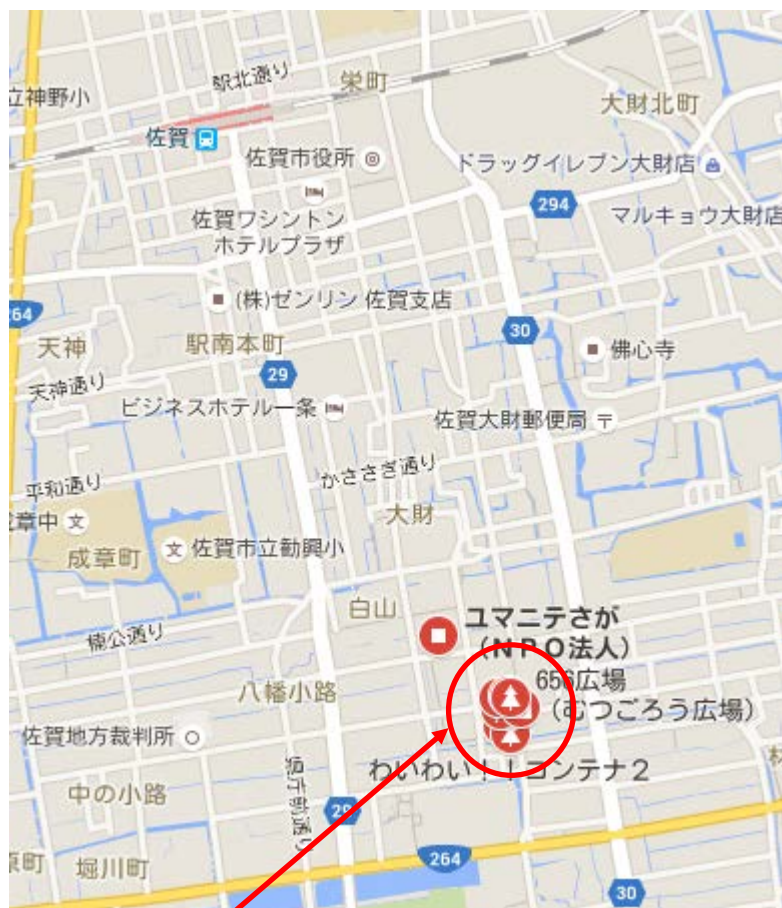 駅北通り
栄町
立神野小
大財北町
佐賀
佐賀市役所
ドラッグイレブン大財店
294
佐賀ワシントン
ホテルプラザ
マルキョウ大財店
(株)ゼンリン 佐賀支店
264
30
天神
駅南本町
佛心寺
29
天神通り
ビジネスホテル一条
佐賀大財郵便局
かささぎ通り
平和通り
大財
成章中
文
成章町
文
佐賀市立勧興小
白山
ユマニテさが
(NPO法人)
楠公通り
656広場
(むつごろう広場)
八幡小路
佐賀地方裁判所
わいわい!!コンテナ2
中の小路
県庁前通り
29
264
堀川町
30